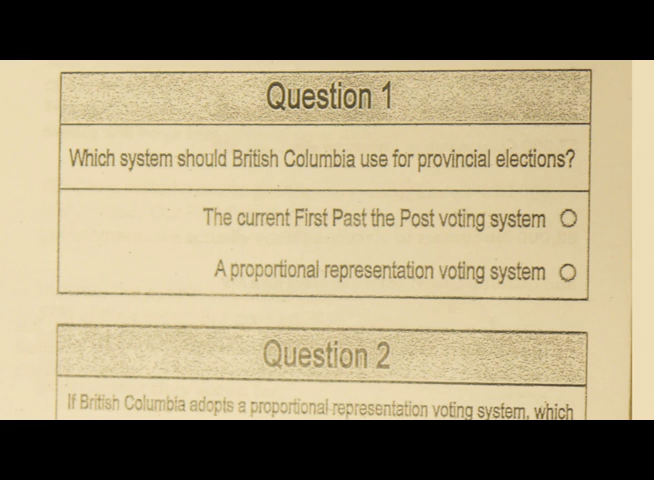 Question 1
Which system should British Columbia use for provincial elections?
The current First Past the Post voting system
A proportional representation voting system
Question 2
If British Columbia adopts a proportional representation voting system, which